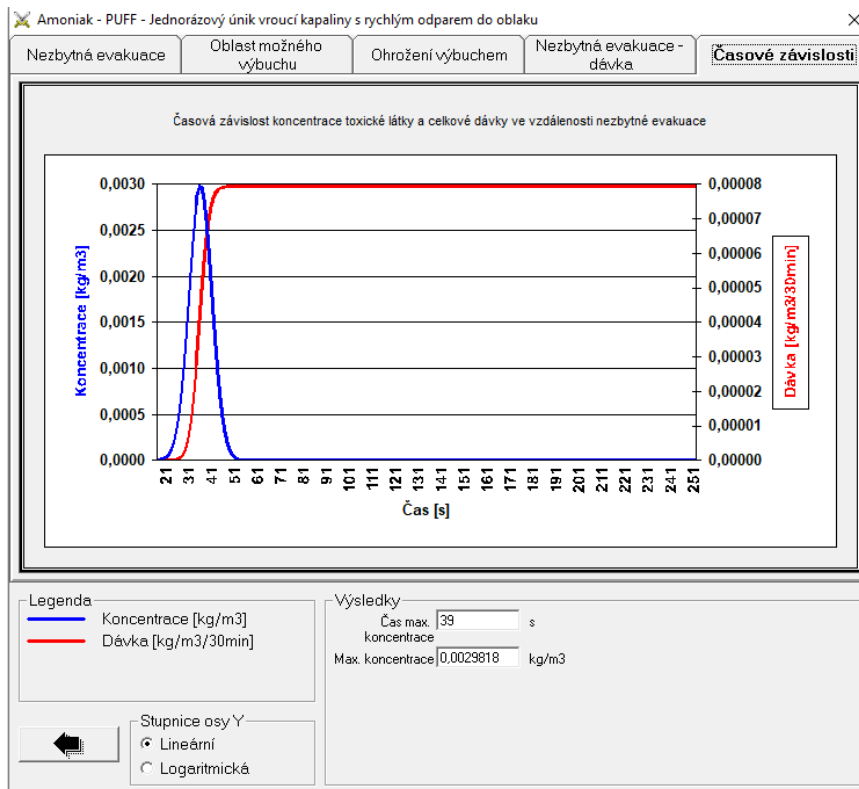 Amoniak - PUFF - Jednorázový únik vroucí kapaliny s rychlým odparem do oblaku
Nezbytná evakuace
Oblast možného
výbuchu
Ohrožení výbuchem
Nezbytná evakuace -
dávka
Časové závislosti
Časová závislost koncentrace toxické látky a celkové dávky ve vzdálenosti nezbytné evakuace
Koncentrace [kg/m3]
0,0030
0,0025
0,0020
0,0015
0,0010
0,0005
0,0000
0,00008
0,00007
0,00006
0,00005
0,00004
0,00003
0,00002
0,00001
0,00000
Dávka [kg/m3/30min]
21 31 41 51 61 71 81 91 101 111 121 131 141 151 161 171 181 191 201 211 221 231 241 251
Čas [s]
Legenda
Koncentrace [kg/m3]
Dávka [kg/m3/30min]
Stupnice osy Y
Lineární
Logaritmická
Výsledky
Čas max. 39 s
koncentrace
Max. koncentrace 0,0029818 kg/m3